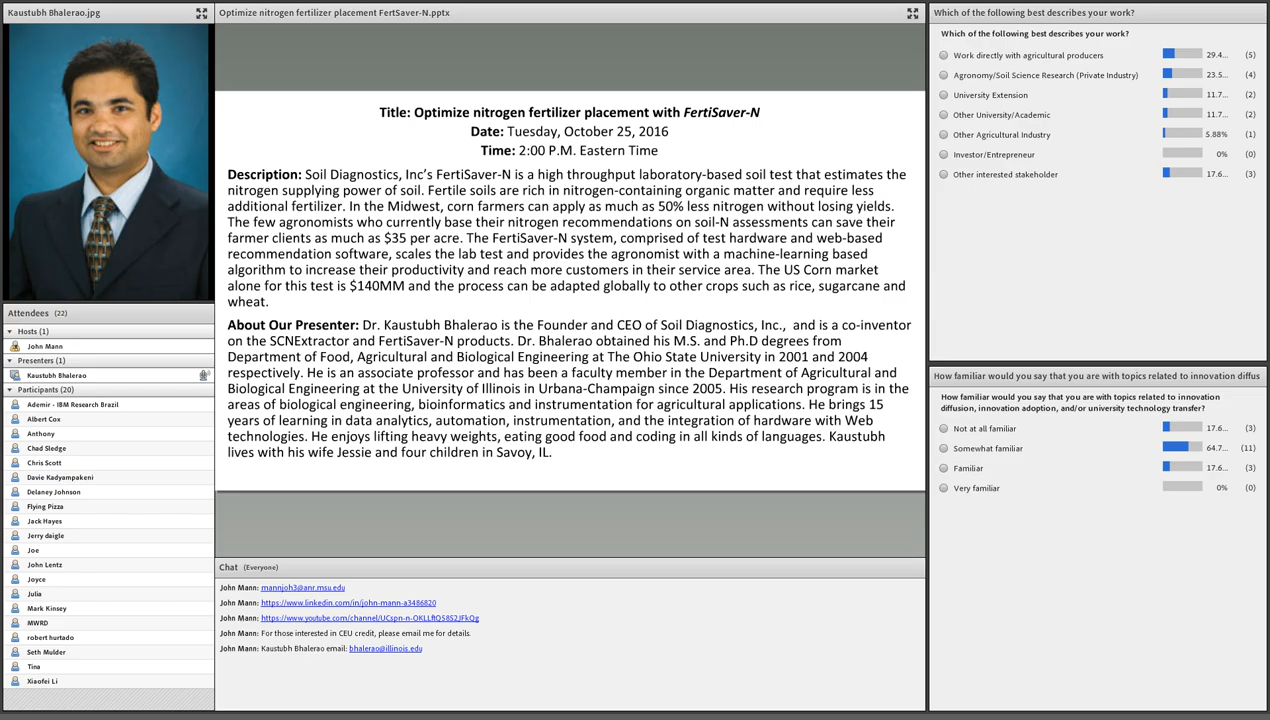 Kaustubh Bhalerao.jpg
Attendees (22)
Hosts (1)
John Mann
Presenters (1)
Kaustubh Bhalerao
Participants (20)
Ademir - IBM Research Brazil
Albert Cox
Anthony
Chad Sledge
Chris Scott
Davie Kadyampakeni
Delaney Johnson
Flying Pizza
Jack Hayes
Jerry daigle
Joe
John Lentz
Joyce
Julia
Mark Kinsey
MWRD
robert hurtado
Seth Mulder
Tina
Xiaofei Li
Optimize nitrogen fertilizer placement FertSaver-N.pptx
Title: Optimize nitrogen fertilizer placement with FertiSaver-N
Date: Tuesday, October 25, 2016
Time: 2:00 P.M. Eastern Time
Description: Soil Diagnostics, Inc’s FertiSaver-N is a high throughput laboratory-based soil test that estimates the
nitrogen supplying power of soil. Fertile soils are rich in nitrogen-containing organic matter and require less
additional fertilizer. In the Midwest, corn farmers can apply as much as 50% less nitrogen without losing yields.
The few agronomists who currently base their nitrogen recommendations on soil-N assessments can save their
farmer clients as much as $35 per acre. The FertiSaver-N system, comprised of test hardware and web-based
recommendation software, scales the lab test and provides the agronomist with a machine-learning based
algorithm to increase their productivity and reach more customers in their service area. The US Corn market
alone for this test is $140MM and the process can be adapted globally to other crops such as rice, sugarcane and
wheat.
About Our Presenter: Dr. Kaustubh Bhalerao is the Founder and CEO of Soil Diagnostics, Inc., and is a co-inventor
on the SCNExtractor and FertiSaver-N products. Dr. Bhalerao obtained his M.S. and Ph.D degrees from
Department of Food, Agricultural and Biological Engineering at The Ohio State University in 2001 and 2004
respectively. He is an associate professor and has been a faculty member in the Department of Agricultural and
Biological Engineering at the University of Illinois in Urbana-Champaign since 2005. His research program is in the
areas of biological engineering, bioinformatics and instrumentation for agricultural applications. He brings 15
years of learning in data analytics, automation, instrumentation, and the integration of hardware with Web
technologies. He enjoys lifting heavy weights, eating good food and coding in all kinds of languages. Kaustubh
lives with his wife Jessie and four children in Savoy, IL.
Chat (Everyone)
John Mann: mannjoh3@anr.msu.edu
John Mann: https://www.linkedin.com/in/john-mann-a3486820
John Mann: https://www.youtube.com/channel/UCspn-n-OKLLftQ58S2JFkQg
John Mann: For those interested in CEU credit, please email me for details.
John Mann: Kaustubh Bhalerao email: bhalerao@illinois.edu
Which of the following best describes your work?
Which of the following best describes your work?
Work directly with agricultural producers 29.4... (5)
Agronomy/Soil Science Research (Private Industry) 23.5... (4)
University Extension 11.7... (2)
Other University/Academic 11.7... (2)
Other Agricultural Industry 5.88% (1)
Investor/Entrepreneur 0% (0)
Other interested stakeholder 17.6... (3)
How familiar would you say that you are with topics related to innovation diffus
How familiar would you say that you are with topics related to innovation
diffusion, innovation adoption, and/or university technology transfer?
Not at all familiar 17.6... (3)
Somewhat familiar 64.7... (11)
Familiar 17.6... (3)
Very familiar 0% (0)